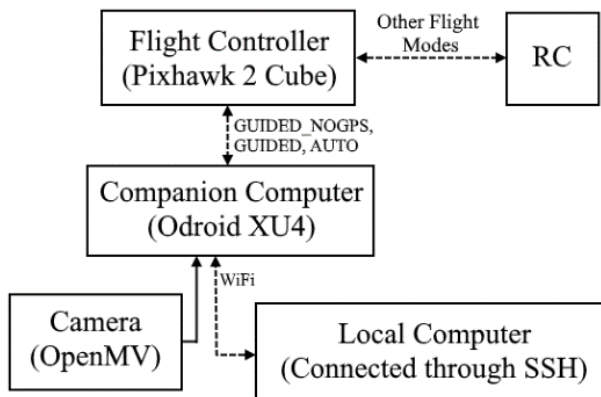 Flight Controller
(Pixhawk 2 Cube)
Other Flight
Modes
RC
GUIDED_NOGPS,
GUIDED, AUTO
Companion Computer
(Odroid XU4)
WiFi
Camera
(OpenMV)
Local Computer
(Connected through SSH)